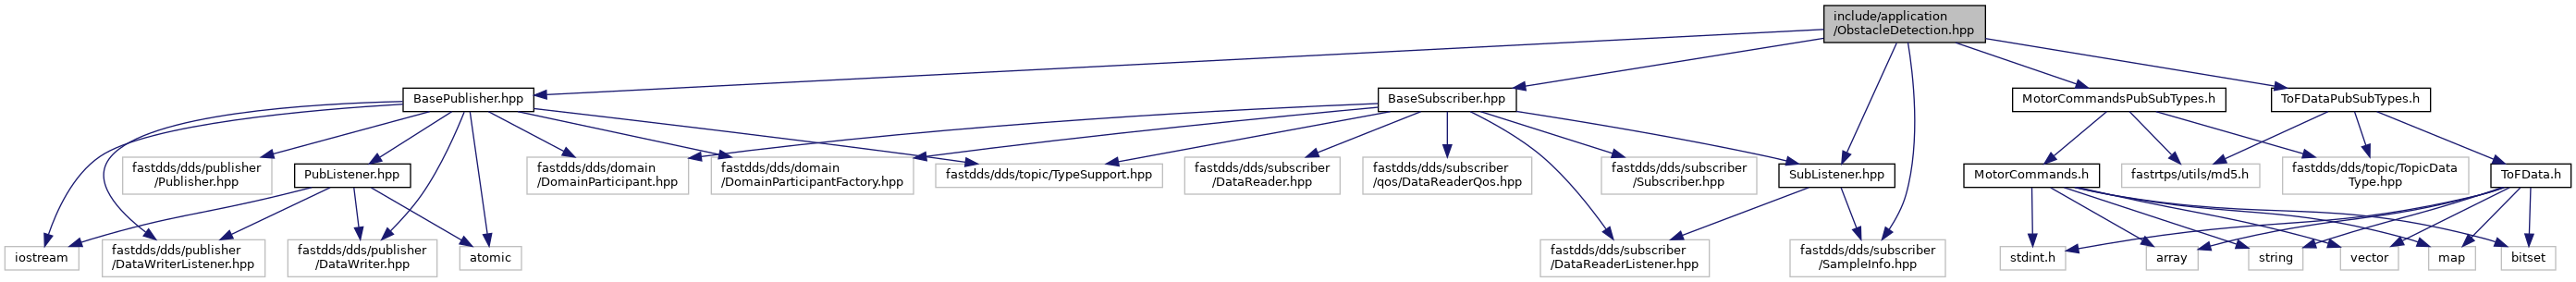 include/application
/ObstacleDetection.hpp
BasePublisher.hpp
BaseSubscriber.hpp
MotorCommandsPubSubTypes.h
ToFDataPubSubTypes.h
fastdds/dds/publisher
/Publisher.hpp
PubListener.hpp
fastdds/dds/domain
/DomainParticipant.hpp
fastdds/dds/domain
/DomainParticipantFactory.hpp
fastdds/dds/topic/TypeSupport.hpp
fastdds/dds/subscriber
/DataReader.hpp
fastdds/dds/subscriber
/qos/DataReaderQos.hpp
fastdds/dds/subscriber
/Subscriber.hpp
SubListener.hpp
MotorCommands.h
fastrtps/utils/md5.h
fastdds/dds/topic/TopicData
Type.hpp
ToFData.h
iostream
fastdds/dds/publisher
/DataWriterListener.hpp
fastdds/dds/publisher
/DataWriter.hpp
atomic
fastdds/dds/subscriber
/DataReaderListener.hpp
fastdds/dds/subscriber
/SampleInfo.hpp
stdint.h
array
string
vector
map
bitset